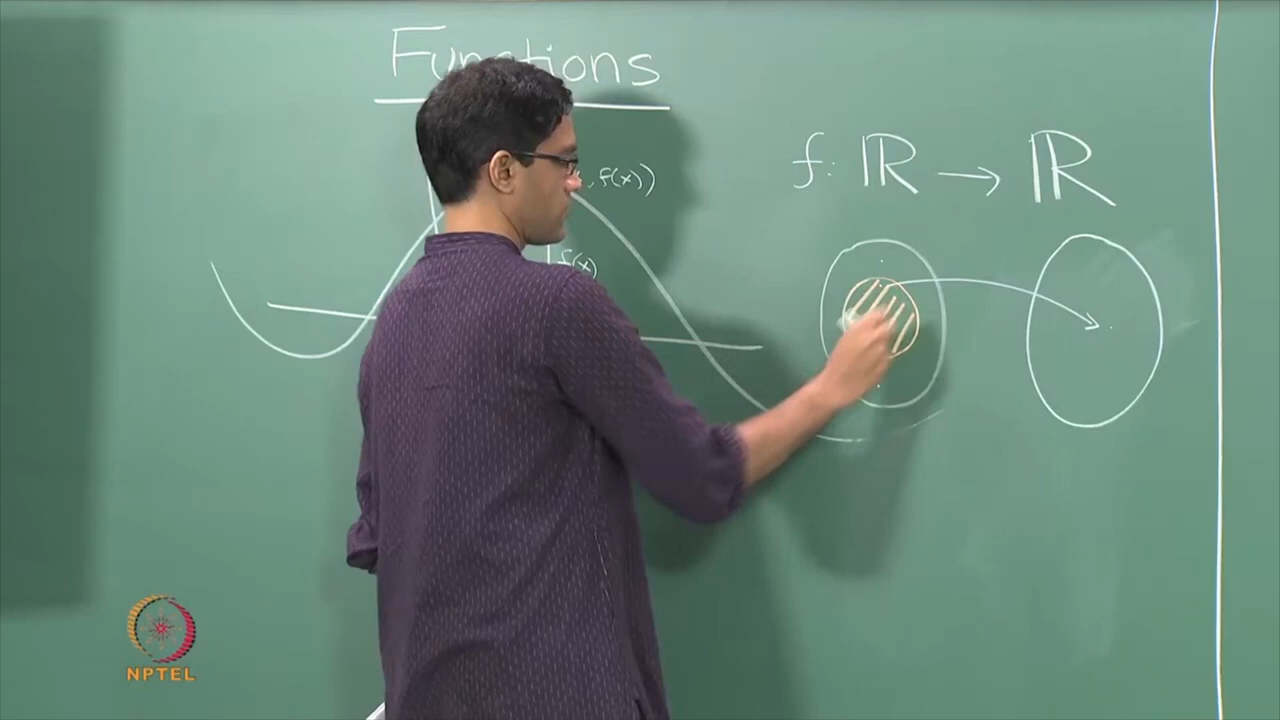 Functions
, f(x))
f(x)
f: ℝ → ℝ
NPTEL